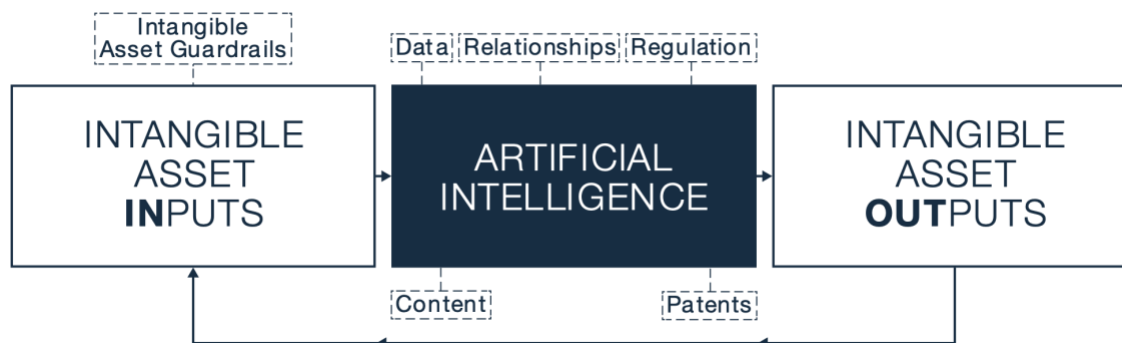 Intangible
Asset Guardrails
Data
Relationships
Regulation
INTANGIBLE
ASSET
INPUTS
ARTIFICIAL
INTELLIGENCE
INTANGIBLE
ASSET
OUTPUTS
Content
Patents